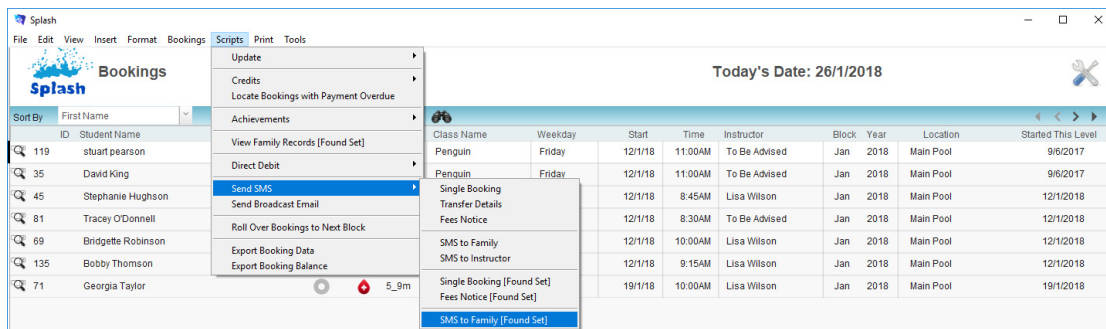 Splash
File Edit View Insert Format Bookings Scripts Print Tools
Splash
Bookings
Today's Date: 26/1/2018
Update
Credits
Locate Bookings with Payment Overdue
Achievements
View Family Records [Found Set]
Direct Debit
Send SMS
Send Broadcast Email
Roll Over Bookings to Next Block
Export Booking Data
Export Booking Balance
Single Booking
Transfer Details
Fees Notice
SMS to Family
SMS to Instructor
Single Booking [Found Set]
Fees Notice [Found Set]
SMS to Family [Found Set]
Sort By First Name
ID Student Name Class Name Weekday Start Time Instructor Block Year Location Started This Level
119 stuart pearson Penguin Friday 12/1/18 11:00AM To Be Advised Jan 2018 Main Pool 9/6/2017
35 David King Penguin Friday 12/1/18 11:00AM To Be Advised Jan 2018 Main Pool 9/6/2017
45 Stephanie Hughson 12/1/18 8:45AM Lisa Wilson Jan 2018 Main Pool 12/1/2018
81 Tracey O'Donnell 12/1/18 8:30AM To Be Advised Jan 2018 Main Pool 12/1/2018
69 Bridgette Robinson 12/1/18 10:00AM Lisa Wilson Jan 2018 Main Pool 12/1/2018
135 Bobby Thomson 12/1/18 9:15AM Lisa Wilson Jan 2018 Main Pool 12/1/2018
71 Georgia Taylor 5_9m 19/1/18 10:00AM Lisa Wilson Jan 2018 Main Pool 19/1/2018